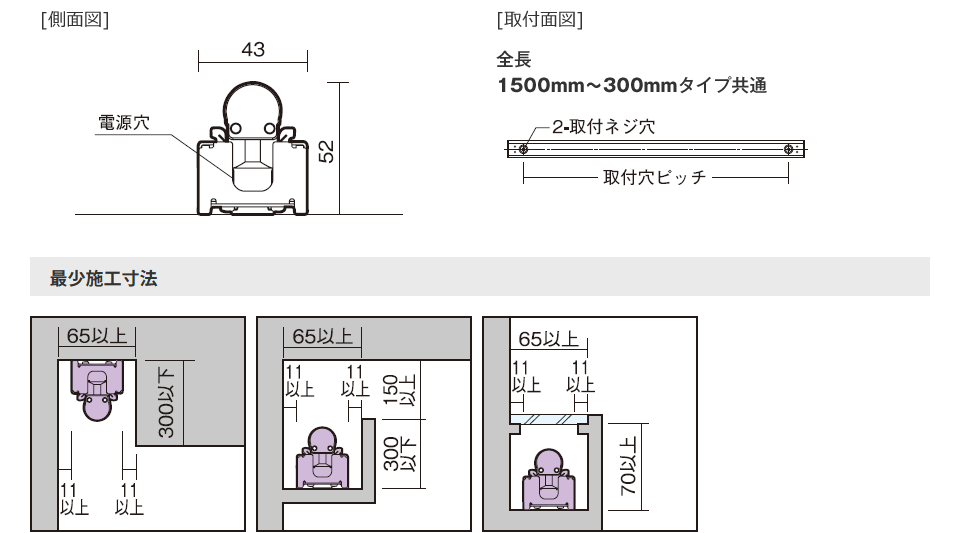 [側面図]
43
電源穴
52
[取付面図]
全長
1500mm～300mmタイプ共通
2-取付ネジ穴
取付穴ピッチ
最少施工寸法
65以上
300以下
11
以上
11
以上
65以上
11
以上
11
以上
150
以上
300
以下
65以上
11
以上
11
以上
70以上